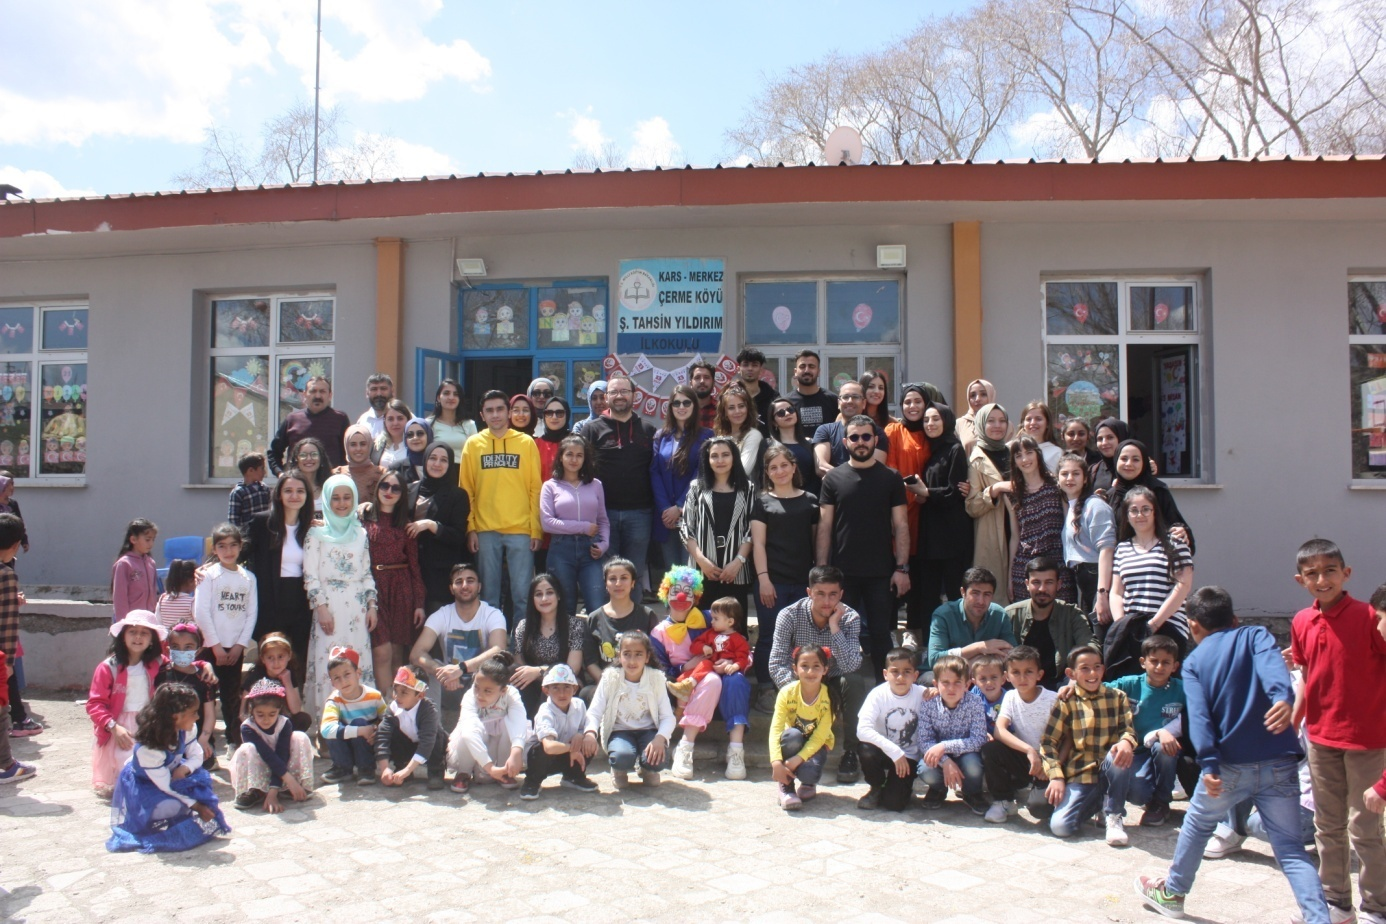 KARS - MERKEZ
ÇERME KÖYÜ
Ş. TAHSİN YILDIRIM
İLKOKULU
IDENTITY
PRINCIPLE
HEART
IS YOURS